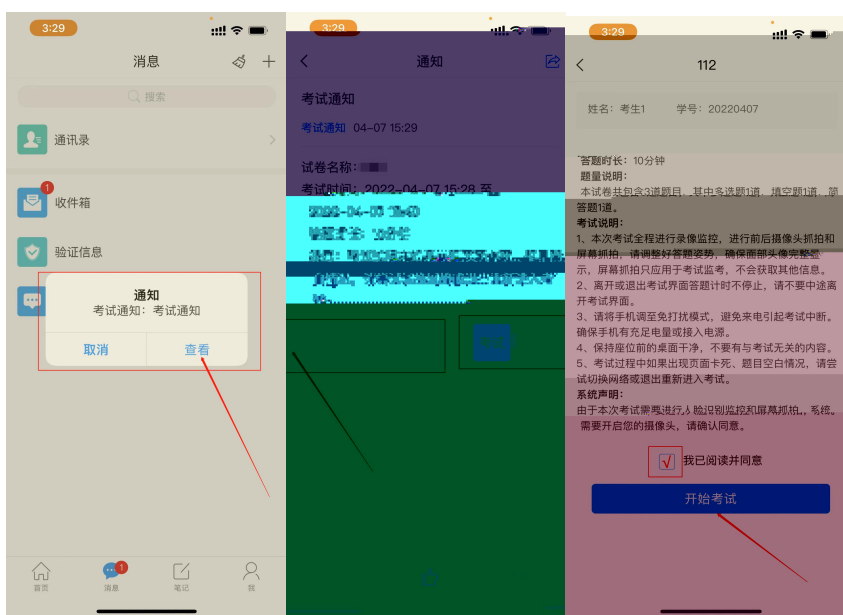 3:29
消息
搜索
通讯录
1
收件箱
验证信息
通知
考试通知：考试通知
取消
查看
首页
消息
1
笔记
我
3:29
通知
考试通知
考试通知 04-07 15:29
试卷名称：
考试时间：2022-04-07 15:28 至
3:29
112
姓名：考生1
学号：20220407
答题时长：10分钟
题量说明：
本试卷共包含3道题目，其中多选题1道、填空题1道、简
答题1道。
考试说明：
1、本次考试全程进行录像监控，进行前后摄像头抓拍和
屏幕抓拍，请调整好答题姿势，确保面部头像完整显
示，屏幕抓拍只应用于考试监考，不会获取其他信息。
2、离开或退出考试界面答题计时不停止，请不要中途离
开考试界面。
3、请将手机调至免打扰模式，避免来电引起考试中断。
确保手机有充足电量或接入电源。
4、保持座位前的桌面干净，不要有与考试无关的内容。
5、考试过程中如果出现页面卡死、题目空白情况，请尝
试切换网络或退出重新进入考试。
系统声明：
由于本次考试需要进行人脸识别监控和屏幕抓拍，系统
需要开启您的摄像头，请确认同意。
我已阅读并同意
开始考试